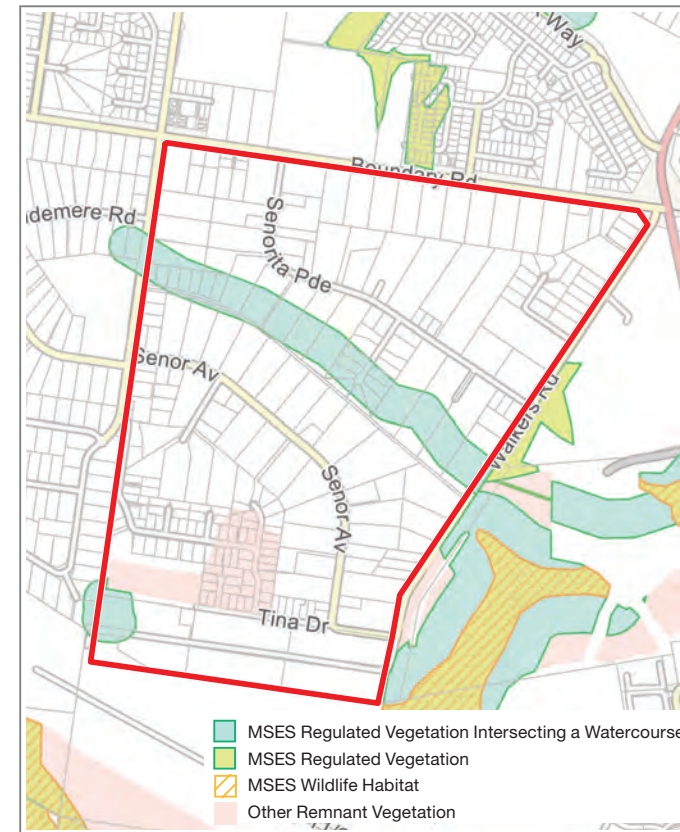 Way
Boundary Rd
demere Rd
Senorita Pde
Senor Av
Walkers Rd
Senor Av
Tina Dr
MSES Regulated Vegetation Intersecting a Watercourse
MSES Regulated Vegetation
MSES Wildlife Habitat
Other Remnant Vegetation